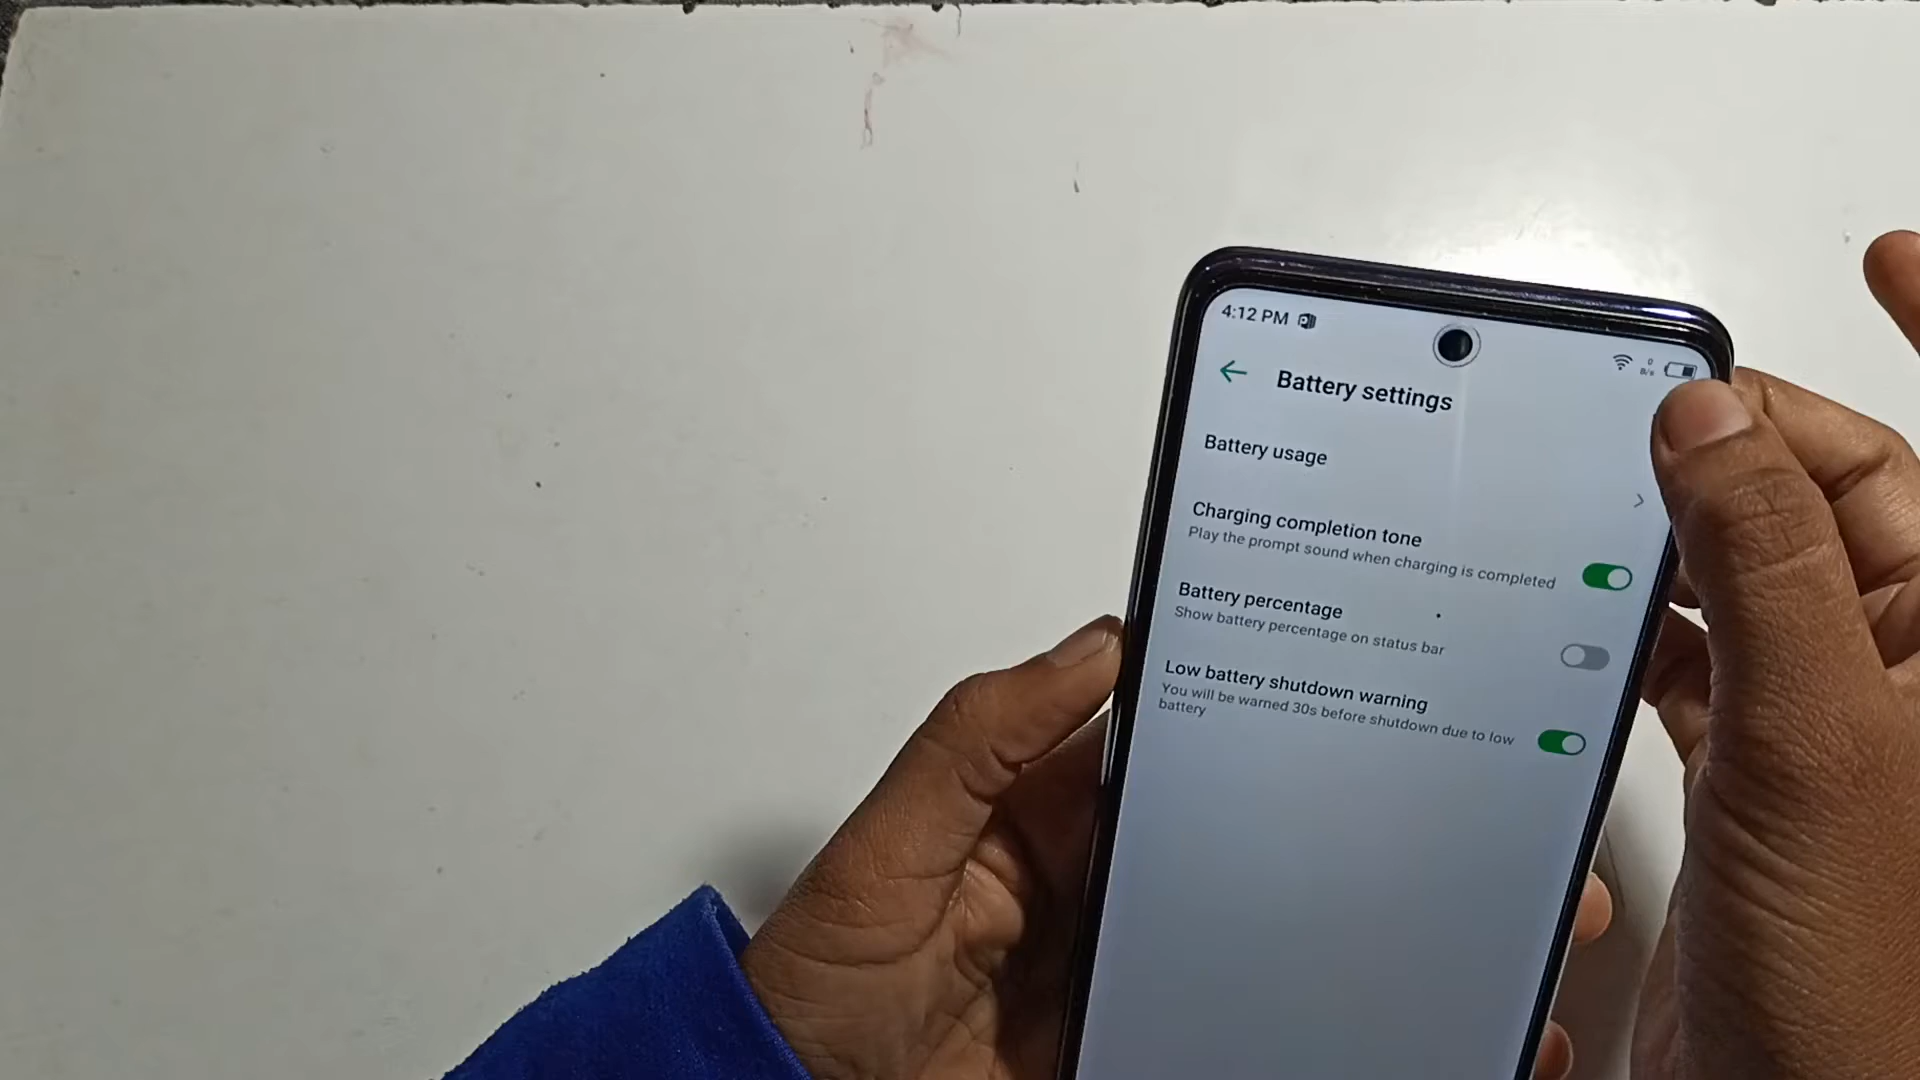 4:12 PM
0
B/s
Battery settings
Battery usage
Charging completion tone
Play the prompt sound when charging is completed
Battery percentage
Show battery percentage on status bar
Low battery shutdown warning
You will be warned 30s before shutdown due to low
battery